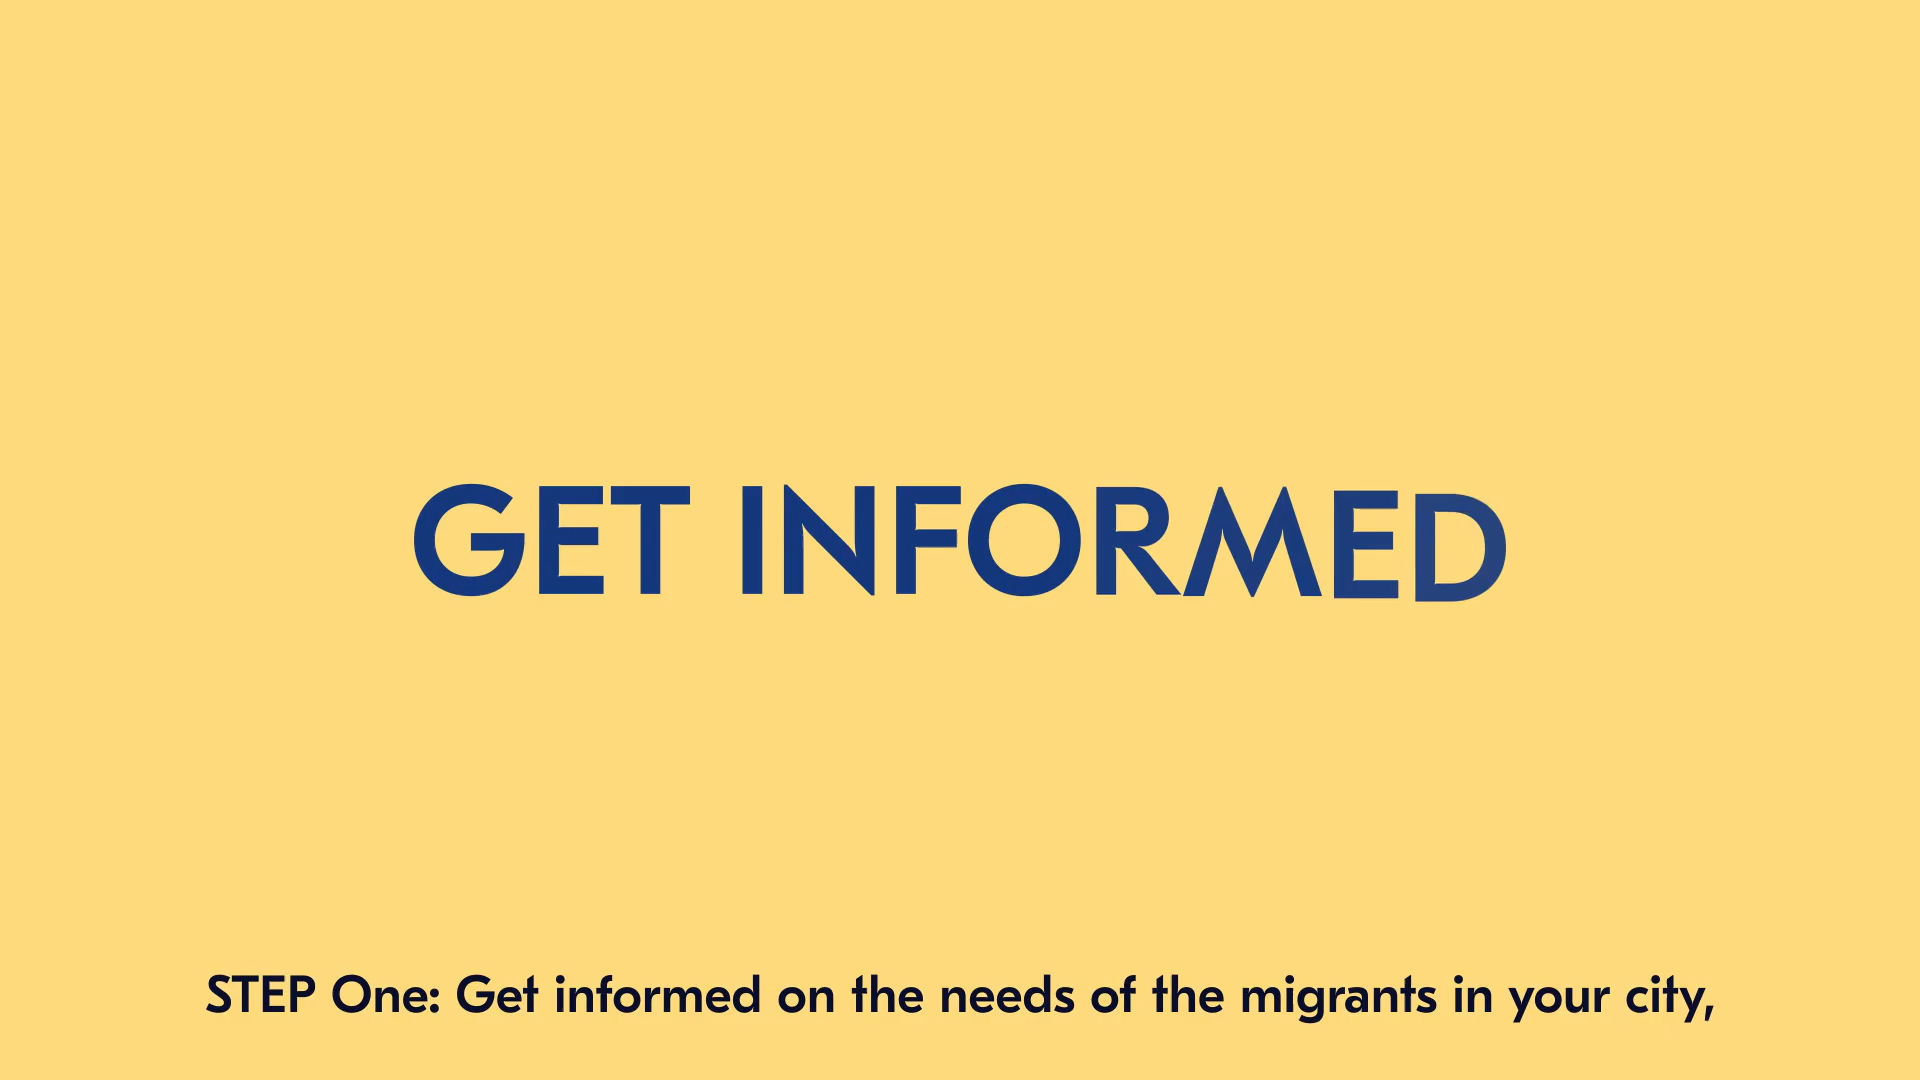 GET INFORMED
STEP One: Get informed on the needs of the migrants in your city,